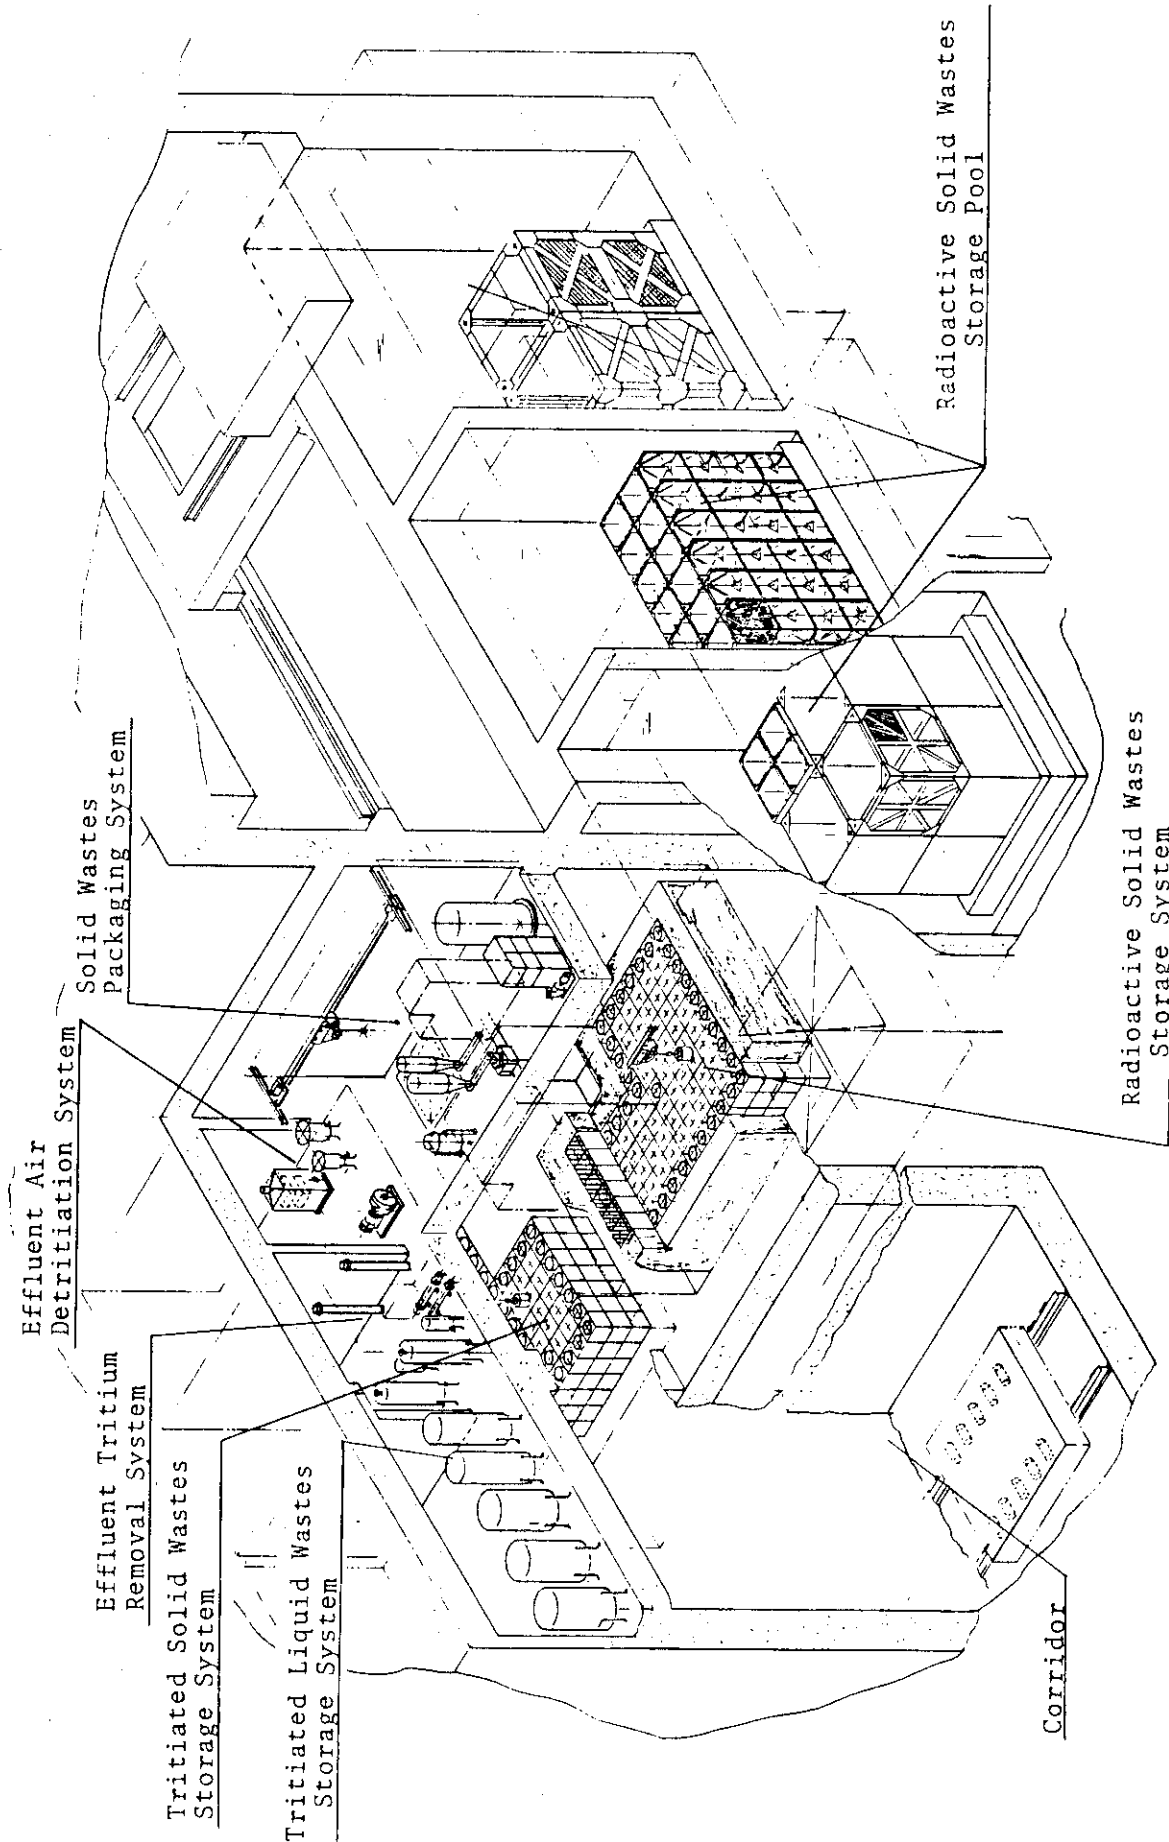 Effluent Air
Detritiation System
Solid Wastes
Packaging System
Effluent Tritium
Removal System
Tritiated Solid Wastes
Storage System
Tritiated Liquid Wastes
Storage System
Radioactive Solid Wastes
Storage Pool
Radioactive Solid Wastes
Storage System
Corridor